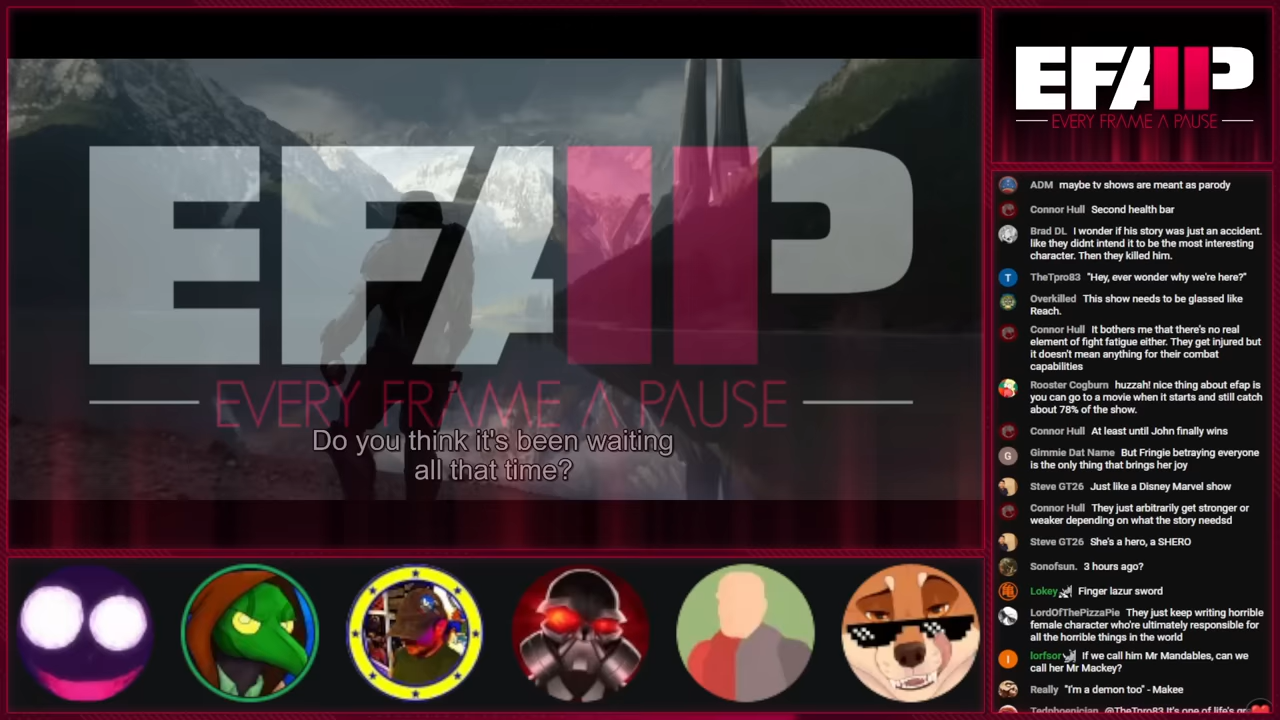 EFAP
EVERY FRAME A PAUSE
Do you think it's been waiting
all that time?
EFAP
EVERY FRAME A PAUSE
ADM maybe tv shows are meant as parody
Connor Hull Second health bar
Brad DL I wonder if his story was just an accident.
like they didnt intend it to be the most interesting
character. Then they killed him.
T
TheTpro83 "Hey, ever wonder why we're here?"
Overkilled This show needs to be glassed like
Reach.
Connor Hull It bothers me that there's no real
element of fight fatigue either. They get injured but
it doesn't mean anything for their combat
capabilities
Rooster Cogburn huzzah! nice thing about efap is
you can go to a movie when it starts and still catch
about 78% of the show.
Connor Hull At least until John finally wins
G
Gimmie Dat Name But Fringie betraying everyone
is the only thing that brings her joy
Steve GT26 Just like a Disney Marvel show
Connor Hull They just arbitrarily get stronger or
weaker depending on what the story needsd
Steve GT26 She's a hero, a SHERO
Sonofsun. 3 hours ago?
Lokey Finger lazur sword
LordOfThePizzaPie They just keep writing horrible
female character who're ultimately responsible for
all the horrible things in the world
I
lorfsor If we call him Mr Mandables, can we
call her Mr Mackey?
Really "I'm a demon too" - Makee
Tedphoenician @TheTpro83 It's one of life's